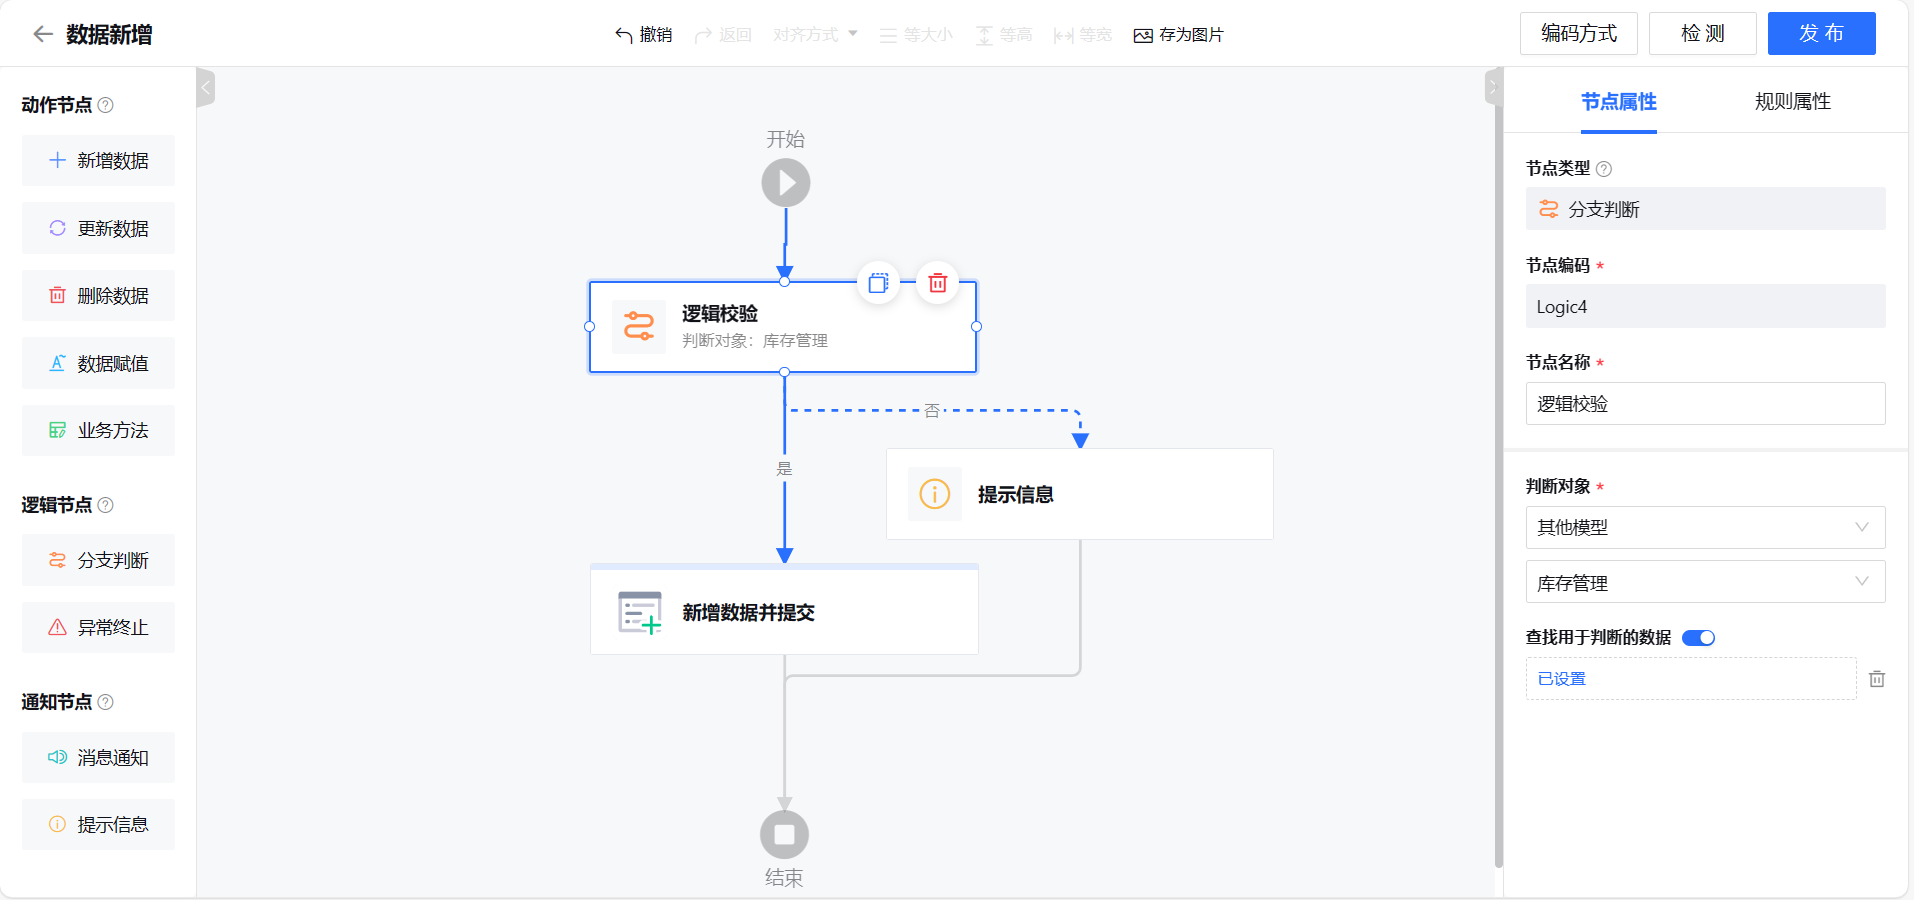 数据新增
撤销
返回
对齐方式
等大小
等高
等宽
存为图片
编码方式
检 测
发 布
动作节点
新增数据
更新数据
删除数据
数据赋值
业务方法
逻辑节点
分支判断
异常终止
通知节点
消息通知
提示信息
开始
逻辑校验
判断对象：库存管理
否
是
提示信息
新增数据并提交
结束
节点属性
规则属性
节点类型
分支判断
节点编码 *
Logic4
节点名称 *
逻辑校验
判断对象 *
其他模型
库存管理
查找用于判断的数据
已设置